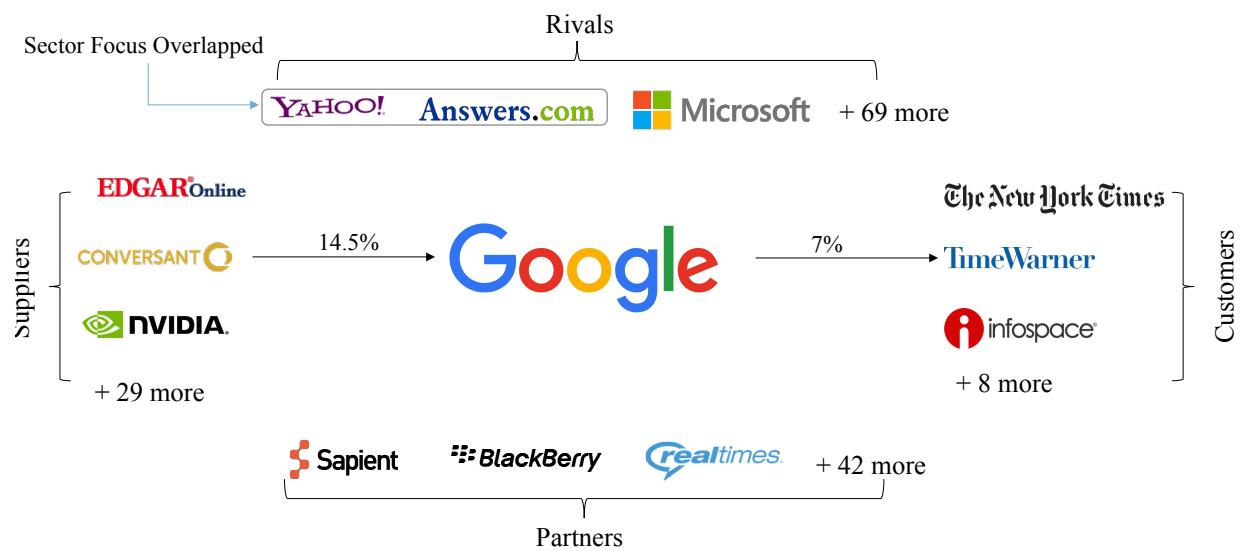 Rivals
Sector Focus Overlapped
YAHOO! Answers.com Microsoft + 69 more
EDGAR®Online
The New York Times
CONVERSANT
14.5%
Google
7%
TimeWarner
Suppliers
Customers
NVIDIA.
infospace®
+ 29 more
+ 8 more
Sapient BlackBerry realtimes. + 42 more
Partners